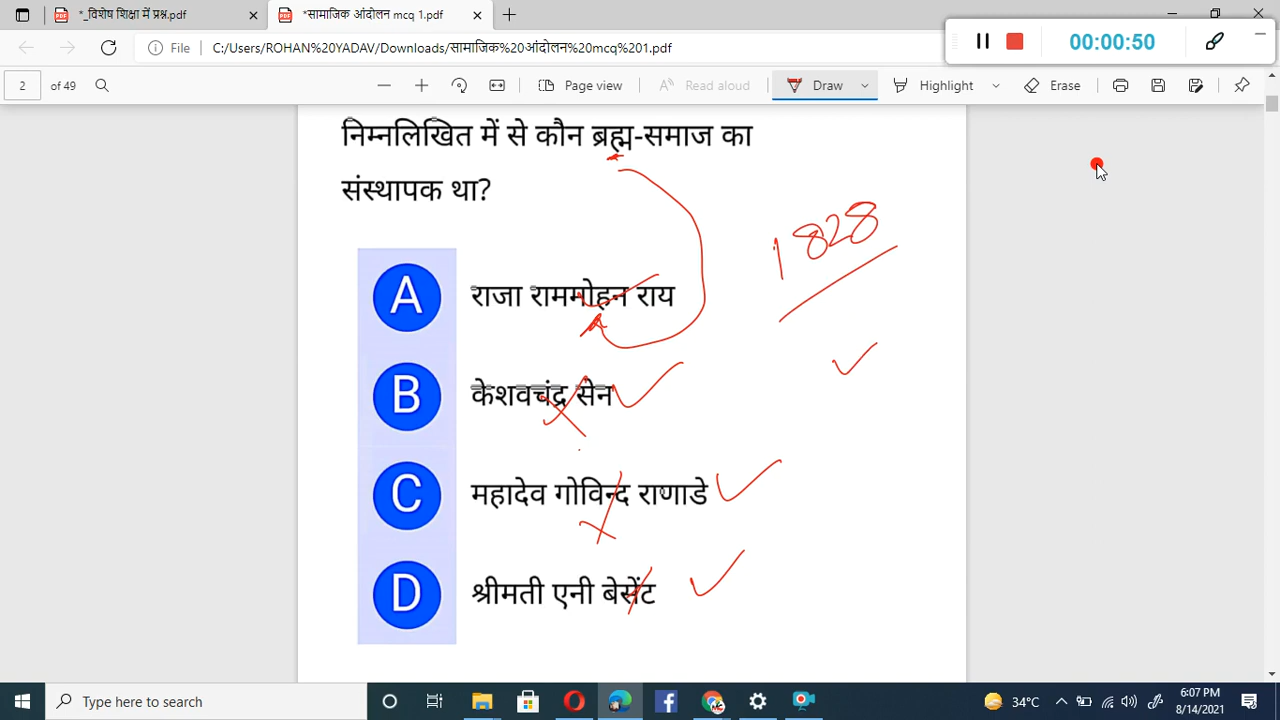 *_विशेष शिक्षा में प्रश्न.pdf
*सामाजिक आंदोलन mcq 1.pdf
File
C:/Users/ROHAN%20YADAV/Downloads/सामाजिक%20आंदोलन%20mcq%201.pdf
00:00:50
2 of 49
Page view
Read aloud
Draw
Highlight
Erase
निम्नलिखित में से कौन ब्रह्म-समाज का
संस्थापक था?
1828
A राजा राममोहन राय
B केशवचंद्र सेन
C महादेव गोविन्द राणाडे
D श्रीमती एनी बेसेंट
Type here to search
34°C
6:07 PM
8/14/2021